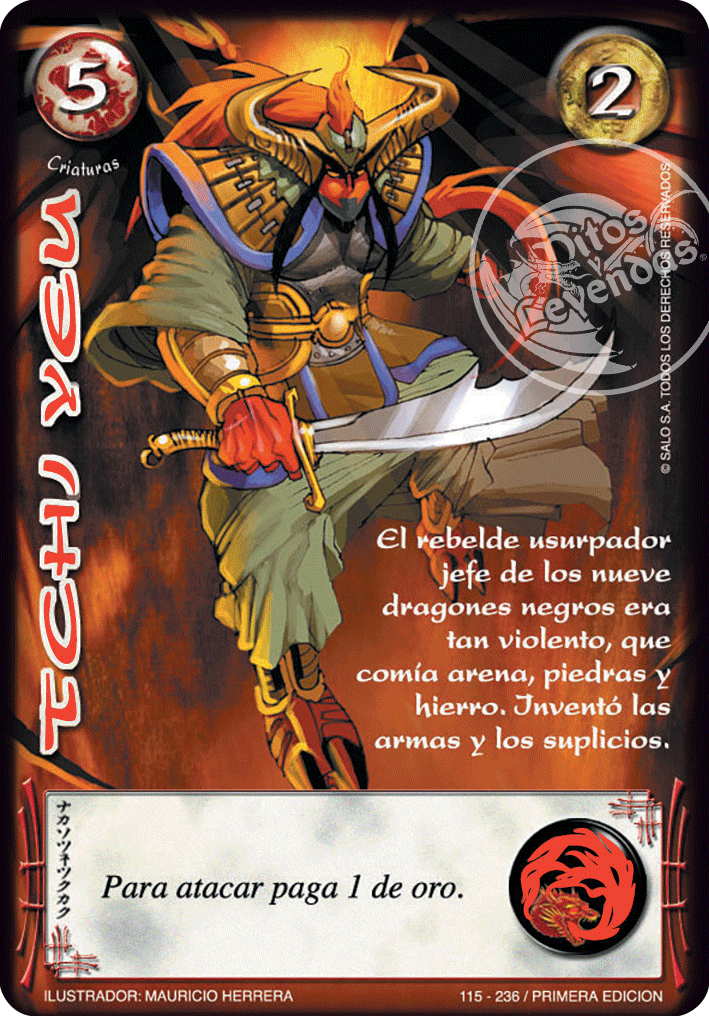 5
2
Criaturas
Tchi Yeu
Mitos
y
Leyendas®
© SALO S.A. TODOS LOS DERECHOS RESERVADOS
El rebelde usurpador
jefe de los nueve
dragones negros era
tan violento, que
comía arena, piedras y
hierro. Inventó las
armas y los suplicios.
ナカソツネツクカク
Para atacar paga 1 de oro.
ILUSTRADOR: MAURICIO HERRERA
115 - 236 / PRIMERA EDICION